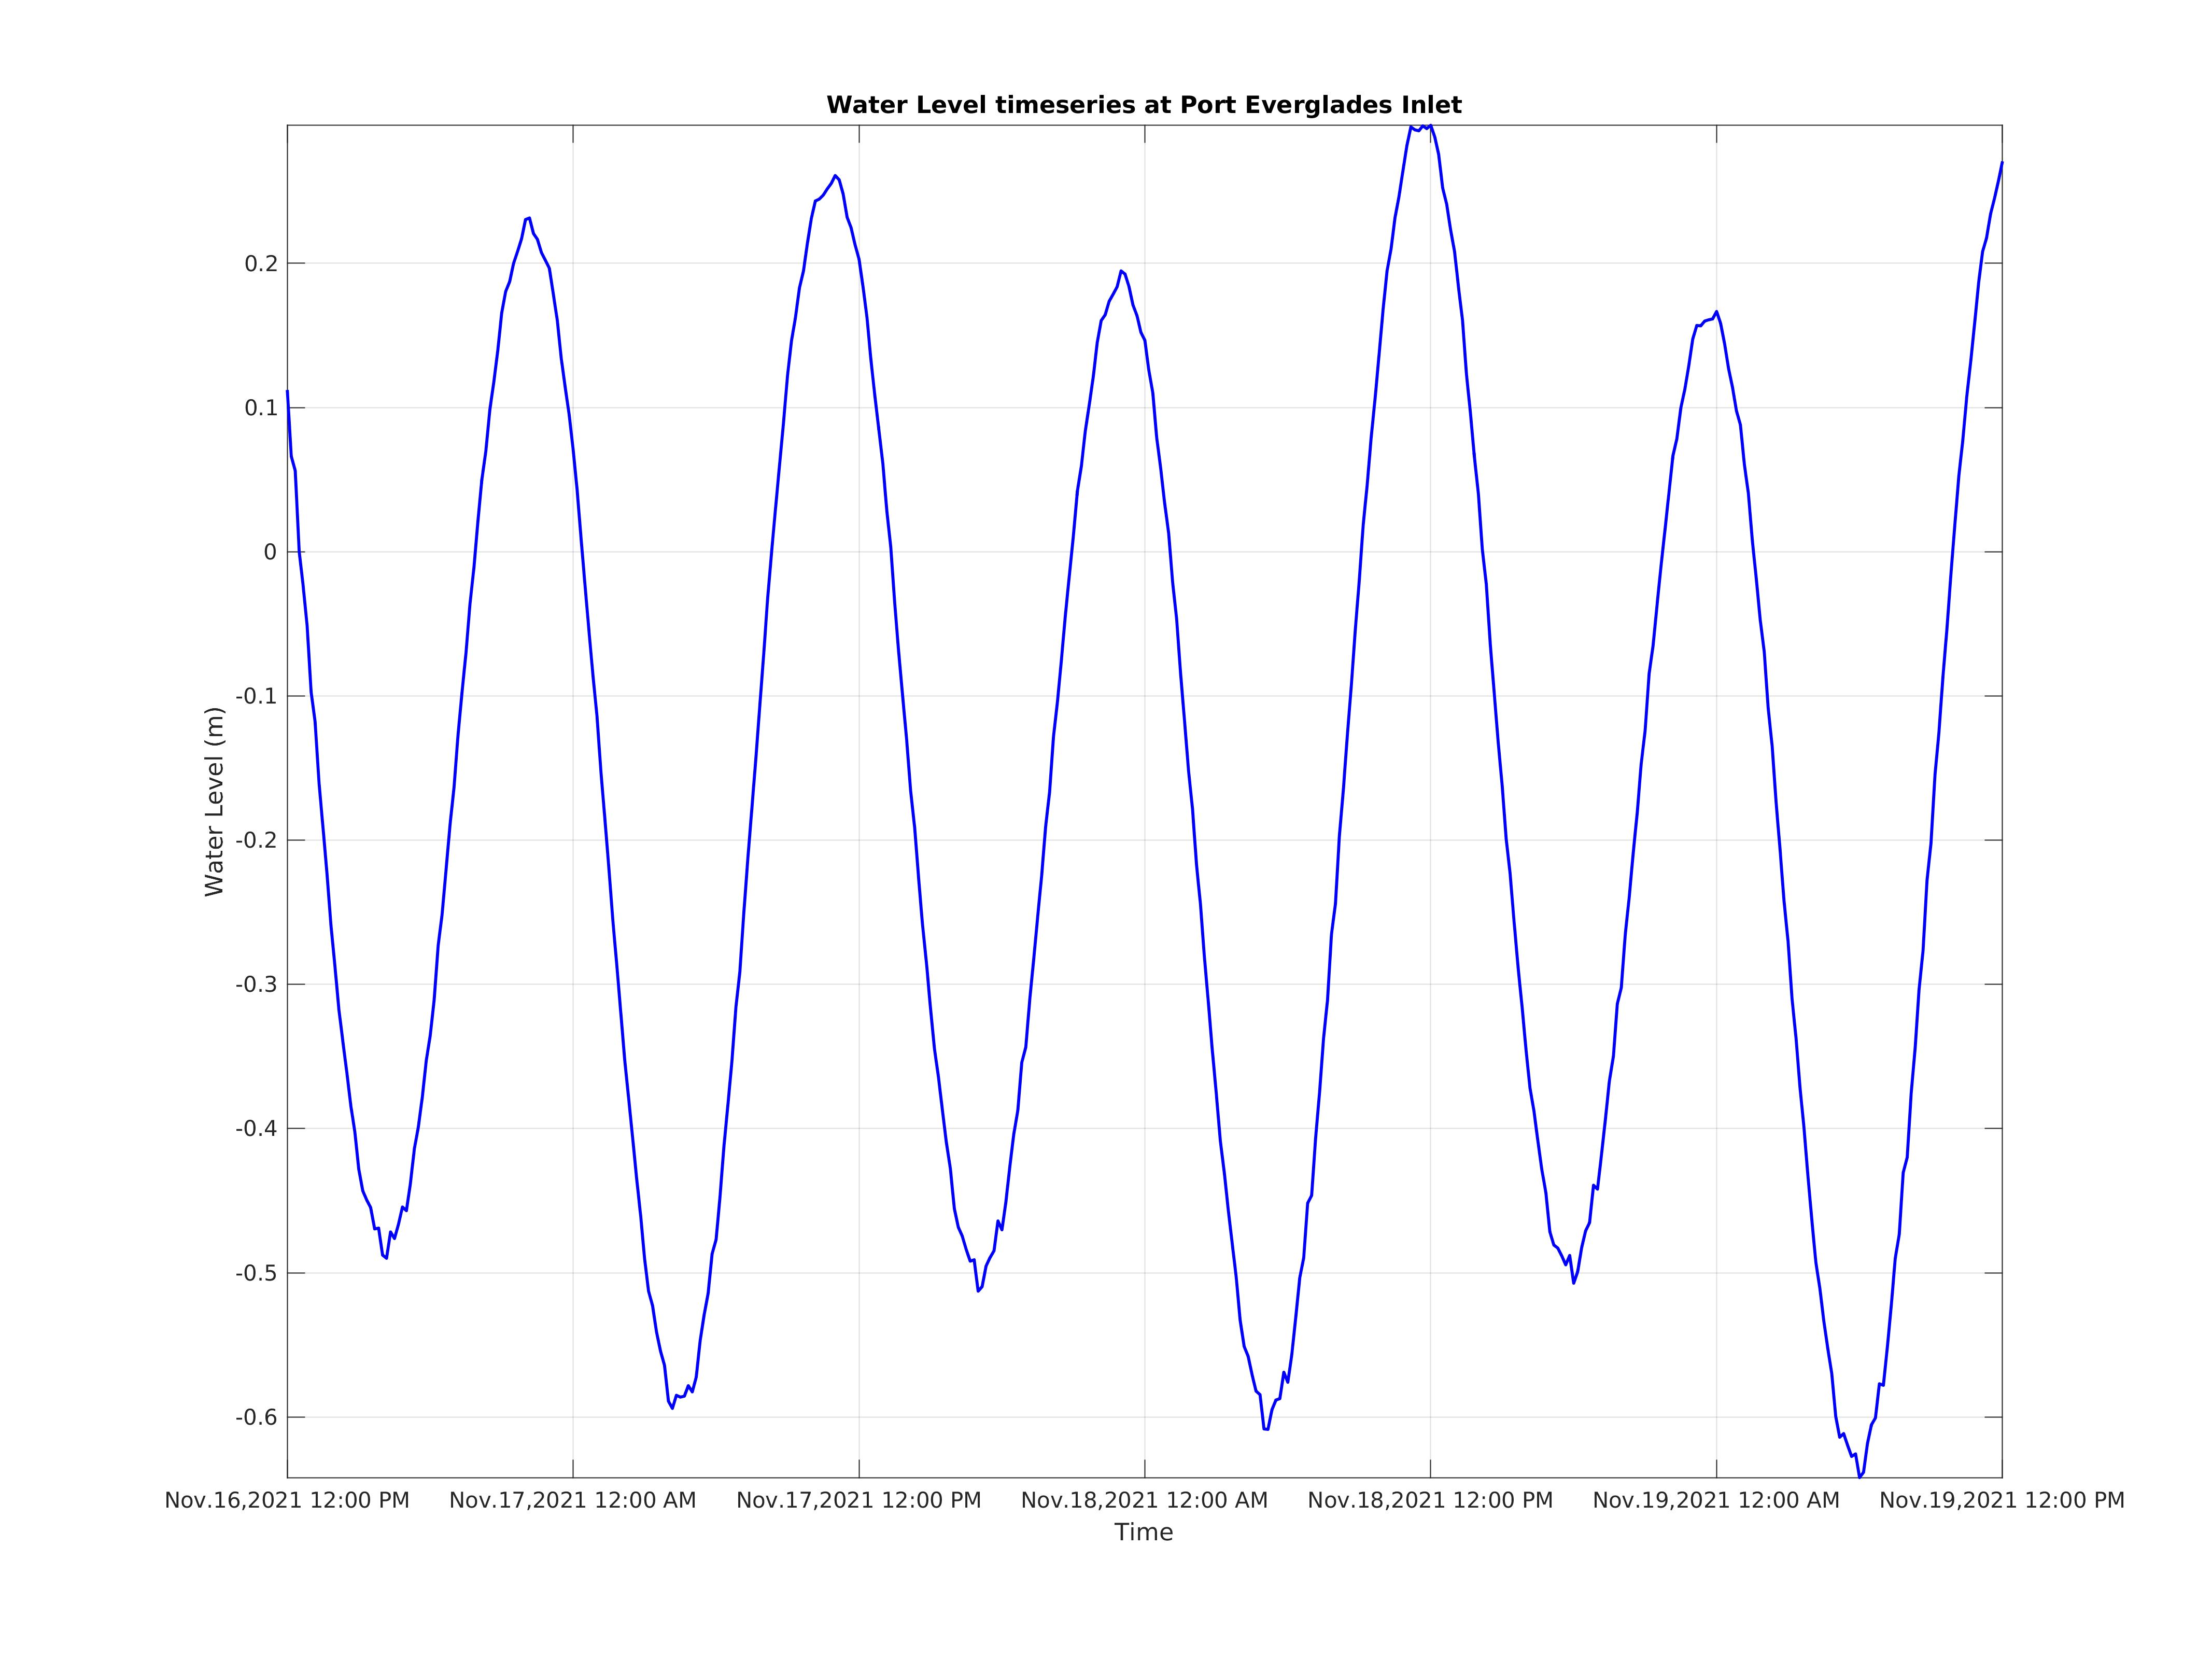 Water Level timeseries at Port Everglades Inlet
0.2
0.1
0
-0.1
-0.2
-0.3
-0.4
-0.5
-0.6
Water Level (m)
Nov.16,2021 12:00 PM Nov.17,2021 12:00 AM Nov.17,2021 12:00 PM Nov.18,2021 12:00 AM Nov.18,2021 12:00 PM Nov.19,2021 12:00 AM Nov.19,2021 12:00 PM
Time